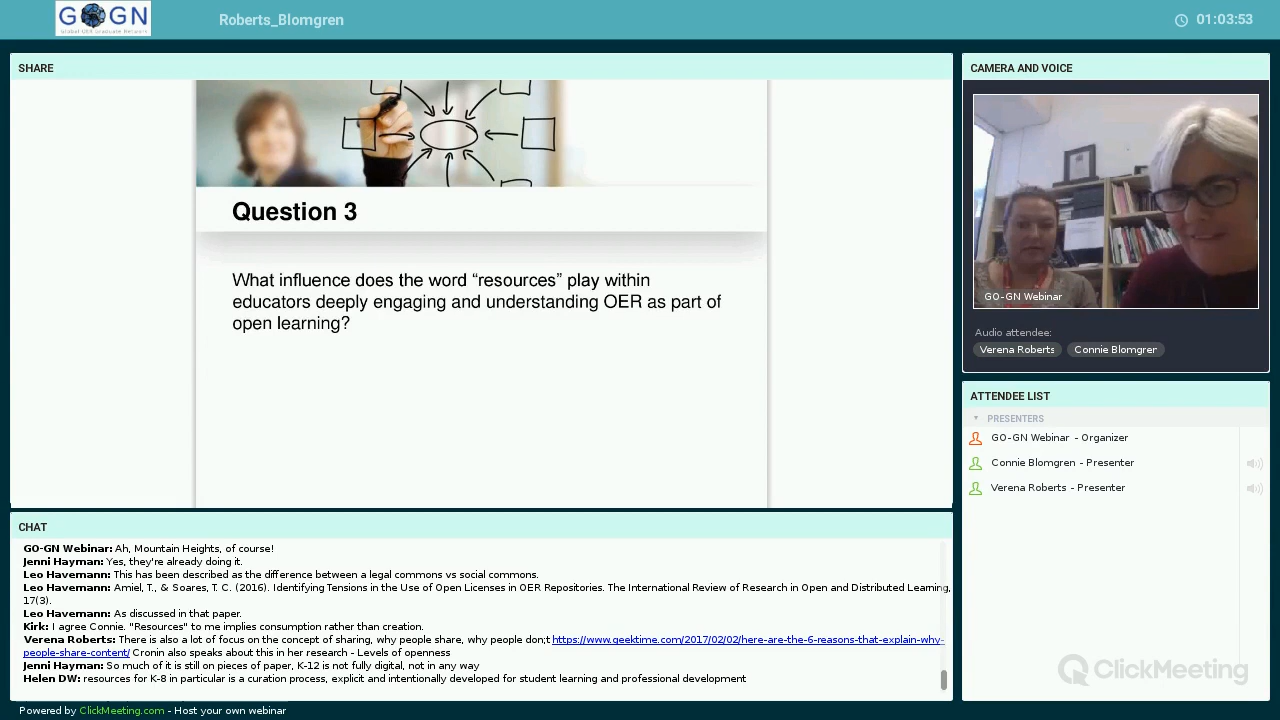 GOGN
Global OER Graduate Network
Roberts_Blomgren
01:03:53
SHARE
Question 3
What influence does the word “resources” play within
educators deeply engaging and understanding OER as part of
open learning?
CAMERA AND VOICE
GO-GN Webinar
Audio attendee:
Verena Roberts Connie Blomgren
ATTENDEE LIST
PRESENTERS
GO-GN Webinar - Organizer
Connie Blomgren - Presenter
Verena Roberts - Presenter
CHAT
GO-GN Webinar: Ah, Mountain Heights, of course!
Jenni Hayman: Yes, they're already doing it.
Leo Havemann: This has been described as the difference between a legal commons vs social commons.
Leo Havemann: Amiel, T., & Soares, T. C. (2016). Identifying Tensions in the Use of Open Licenses in OER Repositories. The International Review of Research in Open and Distributed Learning,
17(3).
Leo Havemann: As discussed in that paper.
Kirk: I agree Connie. "Resources" to me implies consumption rather than creation.
Verena Roberts: There is also a lot of focus on the concept of sharing, why people share, why people don;t https://www.geektime.com/2017/02/02/here-are-the-6-reasons-that-explain-why-
people-share-content/ Cronin also speaks about this in her research - Levels of openness
Jenni Hayman: So much of it is still on pieces of paper, K-12 is not fully digital, not in any way
Helen DW: resources for K-8 in particular is a curation process, explicit and intentionally developed for student learning and professional development
ClickMeeting
Powered by ClickMeeting.com - Host your own webinar